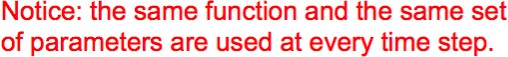 Notice: the same function and the same set
of parameters are used at every time step.